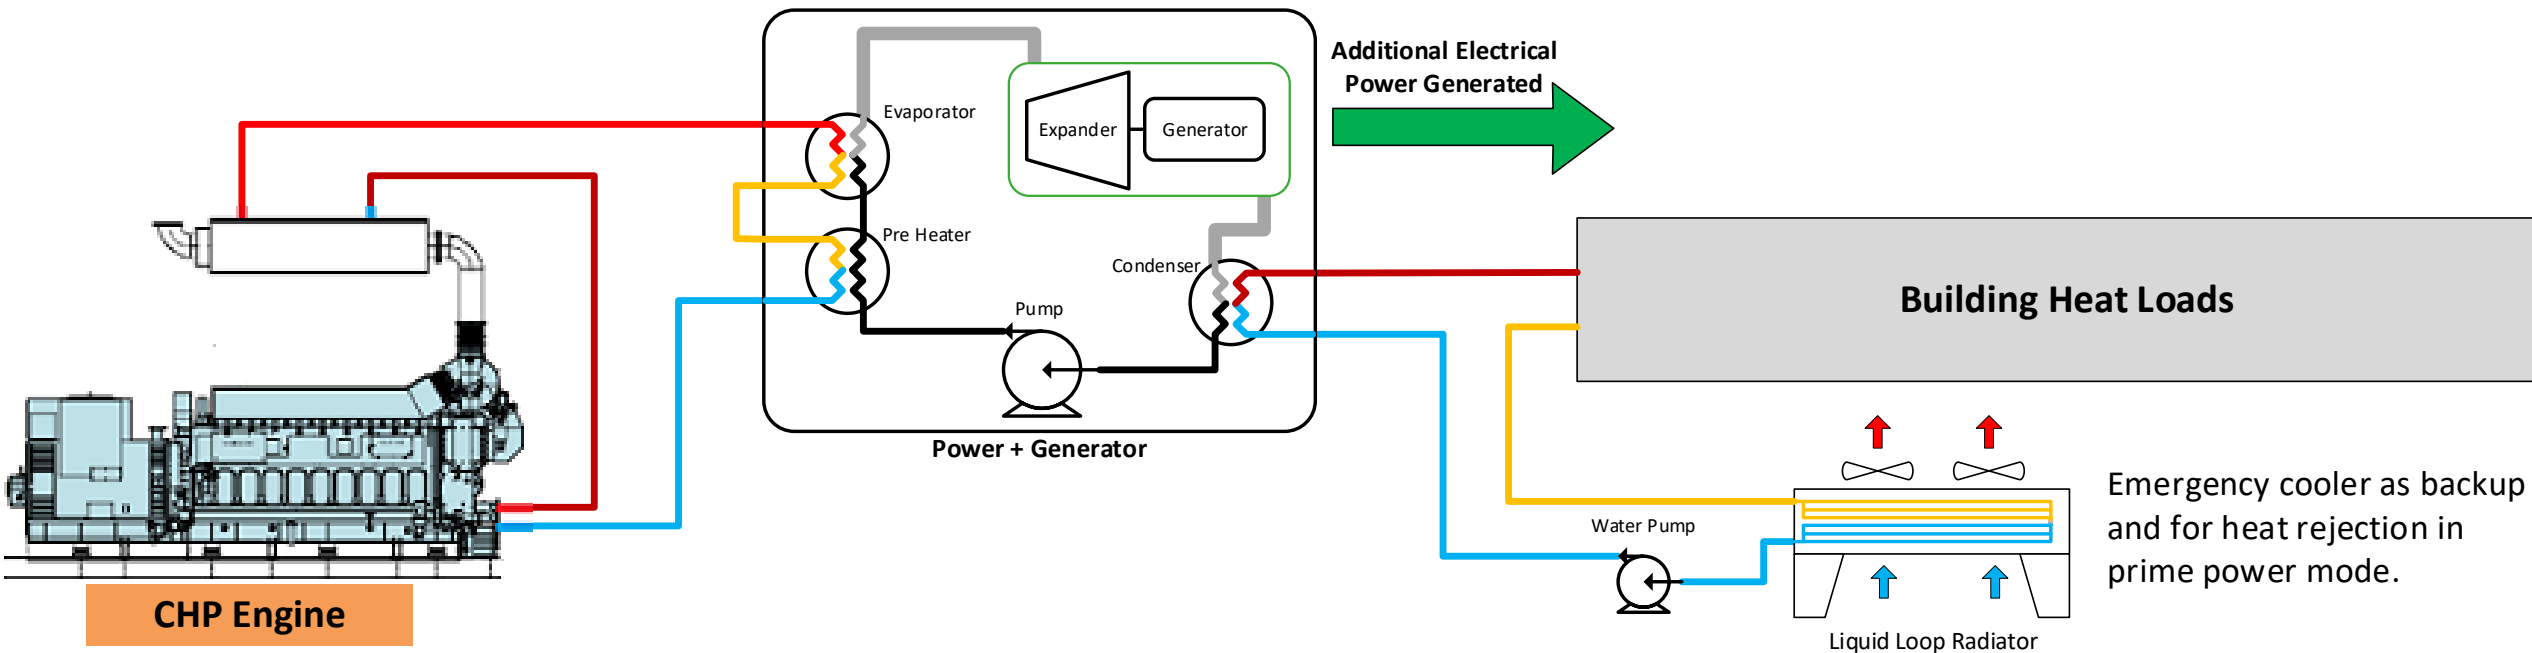 Additional Electrical
Power Generated
Evaporator
Expander
Generator
Pre Heater
Condenser
Pump
Power + Generator
Building Heat Loads
Emergency cooler as backup
and for heat rejection in
prime power mode.
Water Pump
CHP Engine
Liquid Loop Radiator